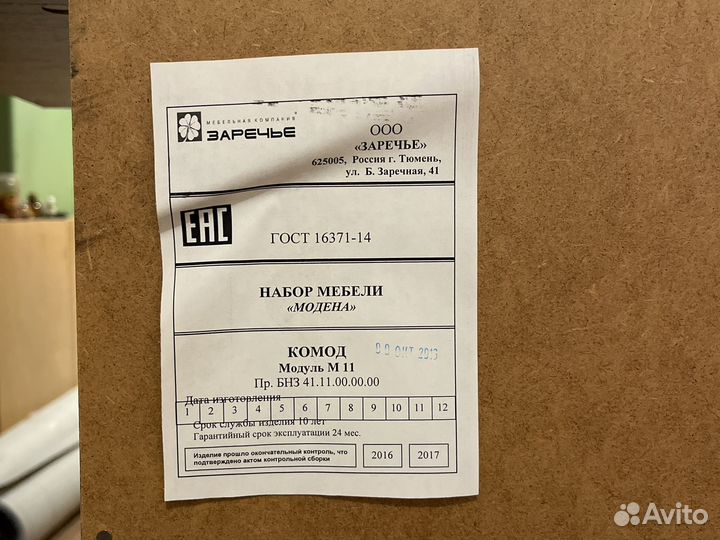 МЕБЕЛЬНАЯ КОМПАНИЯ
ЗАРЕЧЬЕ
ООО
«ЗАРЕЧЬЕ»
625005, Россия г. Тюмень,
ул. Б. Заречная, 41
ЕАС
ГОСТ 16371-14
НАБОР МЕБЕЛИ
«МОДЕНА»
КОМОД
Модуль М 11
Пр. БНЗ 41.11.00.00.00
ОКТ
Дата изготовления
1 2 3 4 5 6 7 8 9 10 11 12
Срок службы изделия 10 лет
Гарантийный срок эксплуатации 24 мес.
Изделие прошло окончательный контроль, что
подтверждено актом контрольной сборки
2016 2017
Avito